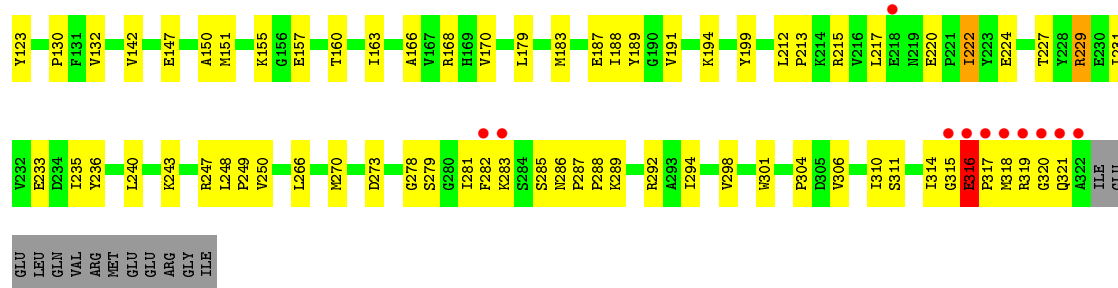 Y123 P130 F131 V132 V142 E147 A150 M151 K155 G156 E157 T160 I163 A166 V167 R168 H169 V170 L179 M183 E187 I188 Y189 G190 V191 K194 Y199 L212 P213 K214 R215 V216 L217 E218 N219 E220 P221 I222 Y223 E224 T227 Y228 R229 E230 I231
V232 E233 D234 I235 Y236 L240 K243 R247 L248 P249 V250 L266 M270 D273 G278 S279 G280 I281 F282 K283 S284 S285 N286 P287 P288 K289 R292 A293 I294 V298 W301 P304 D305 V306 I310 S311 I314 G315 E316 P317 M318 R319 G320 Q321 A322 ILE GLU
GLU LEU GLN VAL ARG MET GLU GLU ARG GLY ILE